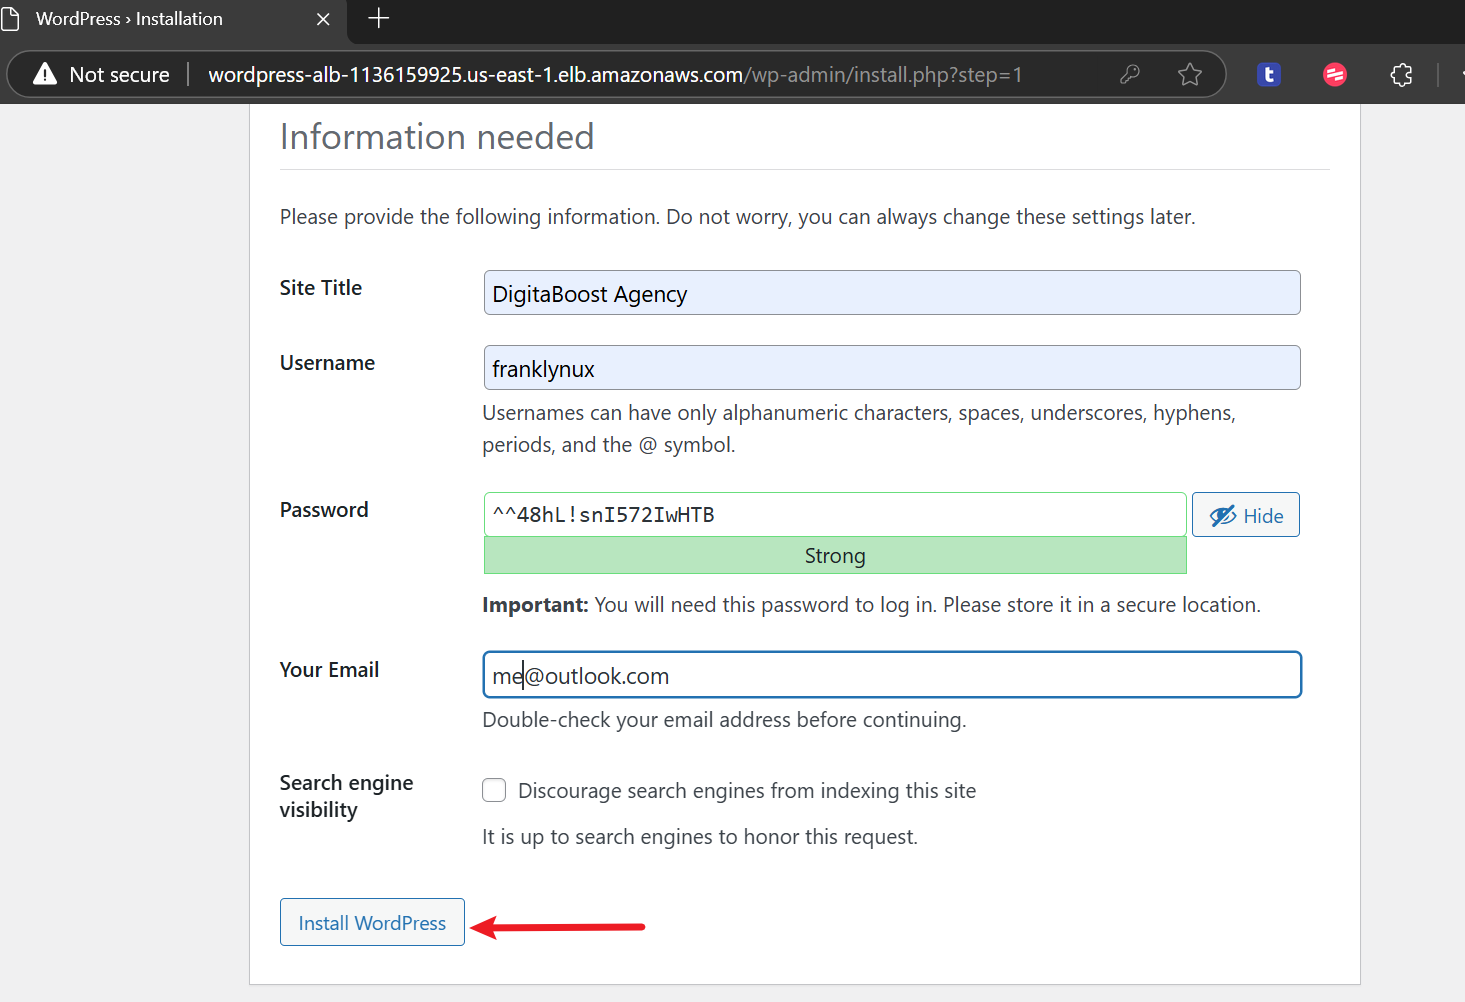 WordPress › Installation
Not secure
wordpress-alb-1136159925.us-east-1.elb.amazonaws.com/wp-admin/install.php?step=1
t
Information needed
Please provide the following information. Do not worry, you can always change these settings later.
Site Title
DigitaBoost Agency
Username
franklynux
Usernames can have only alphanumeric characters, spaces, underscores, hyphens,
periods, and the @ symbol.
Password
^^48hL!snI572IwHTB
Hide
Strong
Important: You will need this password to log in. Please store it in a secure location.
Your Email
me@outlook.com
Double-check your email address before continuing.
Search engine
visibility
Discourage search engines from indexing this site
It is up to search engines to honor this request.
Install WordPress